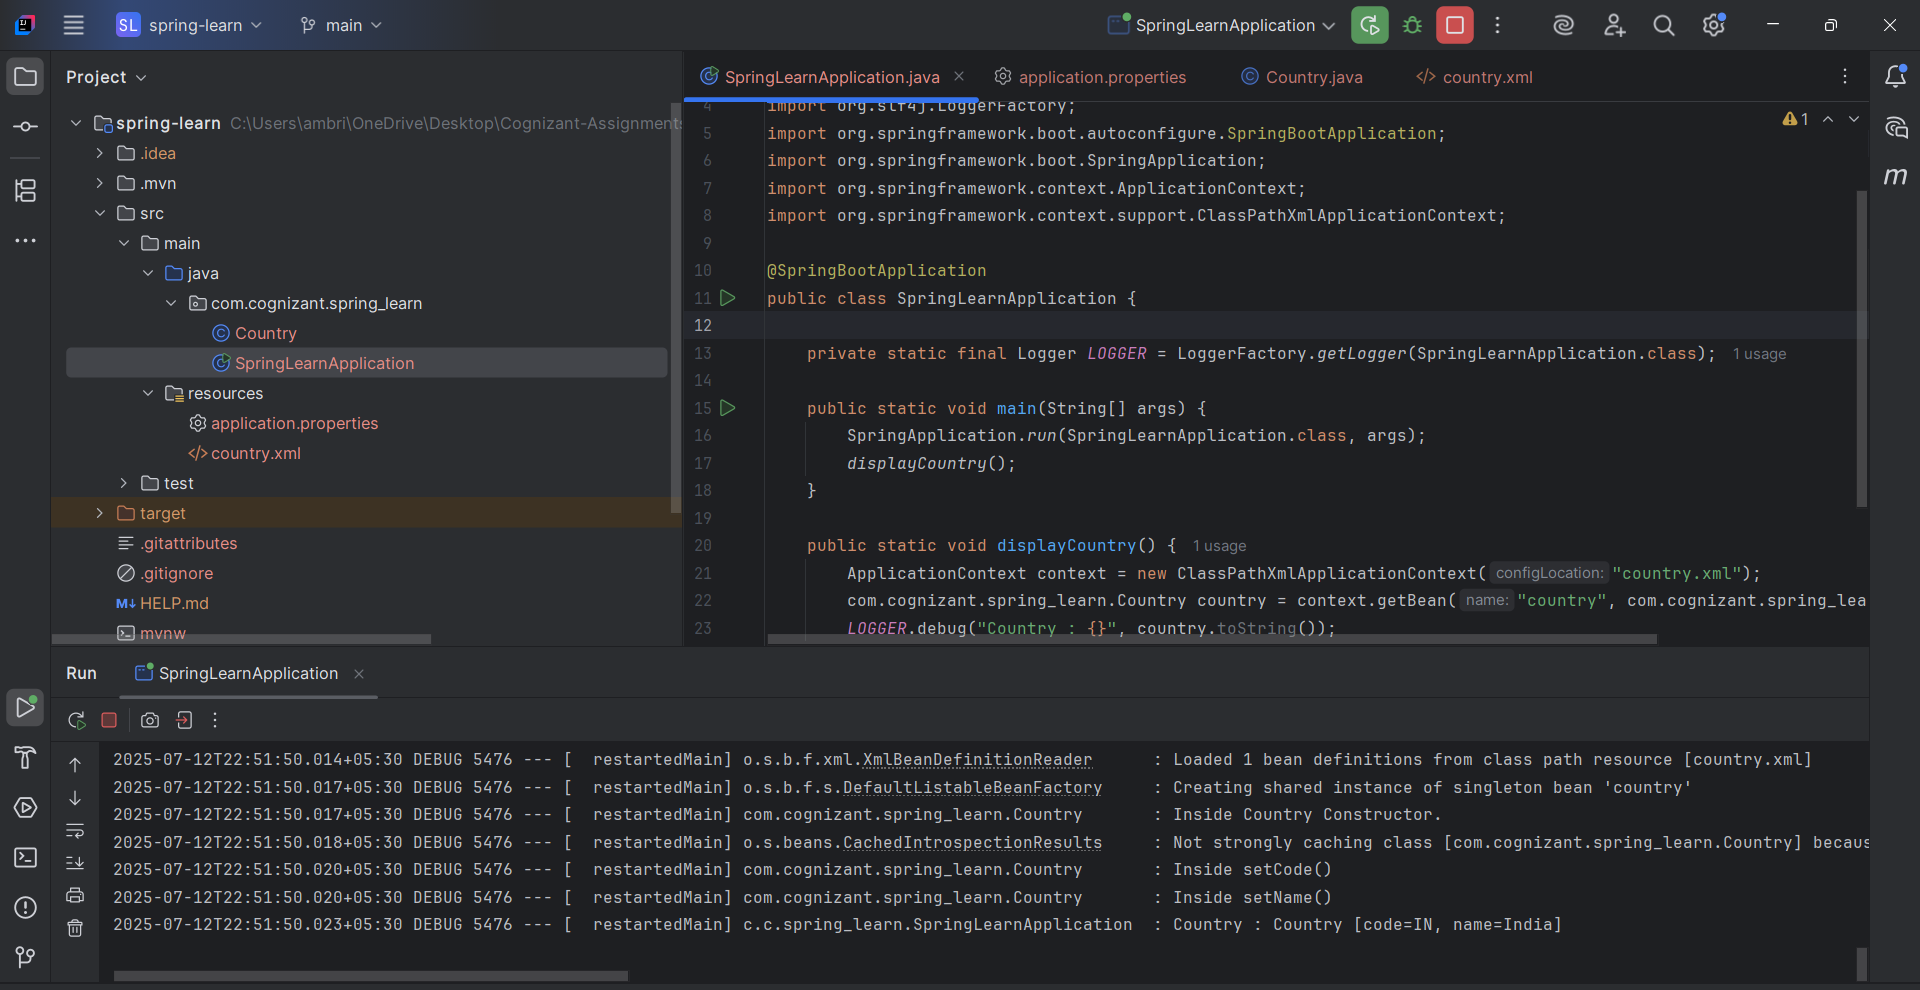 SL spring-learn main SpringLearnApplication
Project
spring-learn C:\Users\ambri\OneDrive\Desktop\Cognizant-Assignments
.idea
.mvn
src
main
java
com.cognizant.spring_learn
Country
SpringLearnApplication
resources
application.properties
country.xml
test
target
.gitattributes
.gitignore
M↓ HELP.md
mvnw
SpringLearnApplication.java application.properties Country.java country.xml
1
4 import org.slf4j.LoggerFactory;
5 import org.springframework.boot.autoconfigure.SpringBootApplication;
6 import org.springframework.boot.SpringApplication;
7 import org.springframework.context.ApplicationContext;
8 import org.springframework.context.support.ClassPathXmlApplicationContext;
9
10 @SpringBootApplication
11 public class SpringLearnApplication {
12
13 private static final Logger LOGGER = LoggerFactory.getLogger(SpringLearnApplication.class); 1 usage
14
15 public static void main(String[] args) {
16 SpringApplication.run(SpringLearnApplication.class, args);
17 displayCountry();
18 }
19
20 public static void displayCountry() { 1 usage
21 ApplicationContext context = new ClassPathXmlApplicationContext( configLocation: "country.xml");
22 com.cognizant.spring_learn.Country country = context.getBean( name: "country", com.cognizant.spring_lea
23 LOGGER.debug("Country : {}", country.toString());
m
Run SpringLearnApplication
2025-07-12T22:51:50.014+05:30 DEBUG 5476 --- [  restartedMain] o.s.b.f.xml.XmlBeanDefinitionReader : Loaded 1 bean definitions from class path resource [country.xml]
2025-07-12T22:51:50.017+05:30 DEBUG 5476 --- [  restartedMain] o.s.b.f.s.DefaultListableBeanFactory : Creating shared instance of singleton bean 'country'
2025-07-12T22:51:50.017+05:30 DEBUG 5476 --- [  restartedMain] com.cognizant.spring_learn.Country : Inside Country Constructor.
2025-07-12T22:51:50.018+05:30 DEBUG 5476 --- [  restartedMain] o.s.beans.CachedIntrospectionResults : Not strongly caching class [com.cognizant.spring_learn.Country] becaus
2025-07-12T22:51:50.020+05:30 DEBUG 5476 --- [  restartedMain] com.cognizant.spring_learn.Country : Inside setCode()
2025-07-12T22:51:50.020+05:30 DEBUG 5476 --- [  restartedMain] com.cognizant.spring_learn.Country : Inside setName()
2025-07-12T22:51:50.023+05:30 DEBUG 5476 --- [  restartedMain] c.c.spring_learn.SpringLearnApplication : Country : Country [code=IN, name=India]